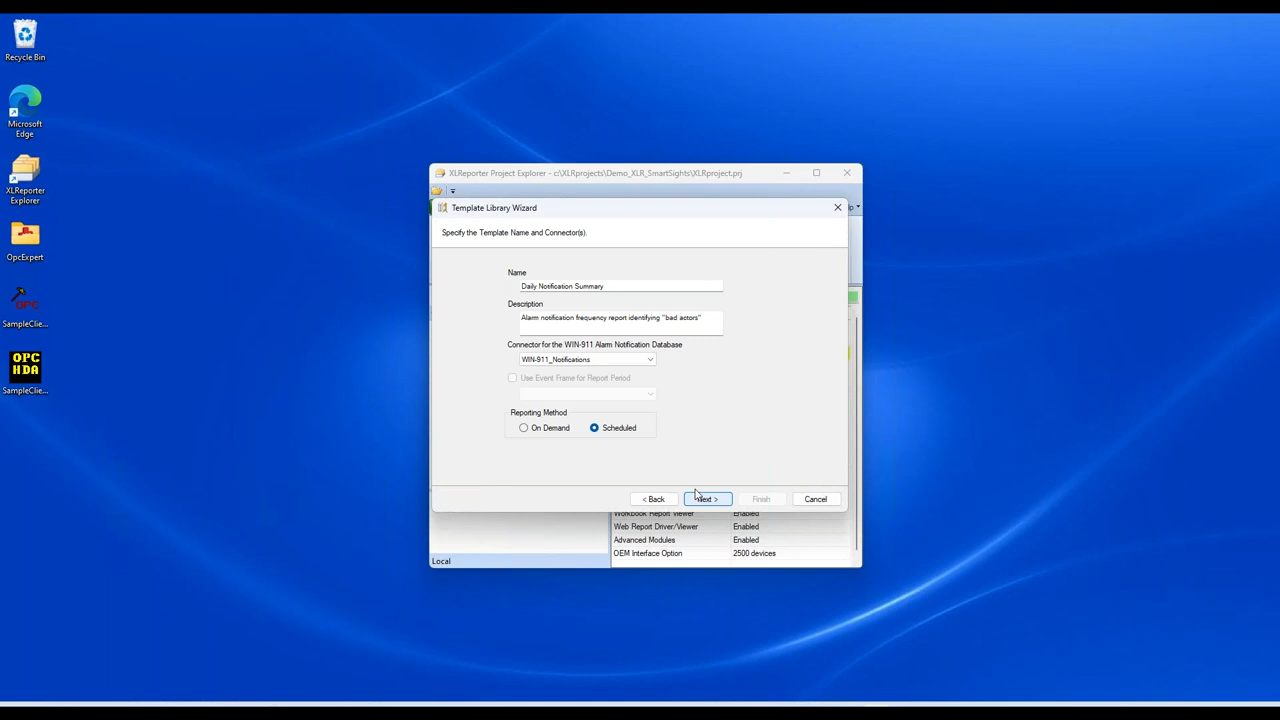 Recycle Bin
Microsoft
Edge
XLReporter
Explorer
OpcExpert
OPC
SampleClie...
OPC
HDA
SampleClie...
XLReporter Project Explorer - c:\XLRprojects\Demo_XLR_SmartSights\XLRproject.prj
Template Library Wizard
Specify the Template Name and Connector(s).
Name
Daily Notification Summary
Description
Alarm notification frequency report identifying "bad actors"
Connector for the WIN-911 Alarm Notification Database
WIN-911_Notifications
Use Event Frame for Report Period
Reporting Method
On Demand
Scheduled
< Back
Next >
Finish
Cancel
Workbook Report Viewer Enabled
Web Report Driver/Viewer Enabled
Advanced Modules Enabled
OEM Interface Option 2500 devices
Local